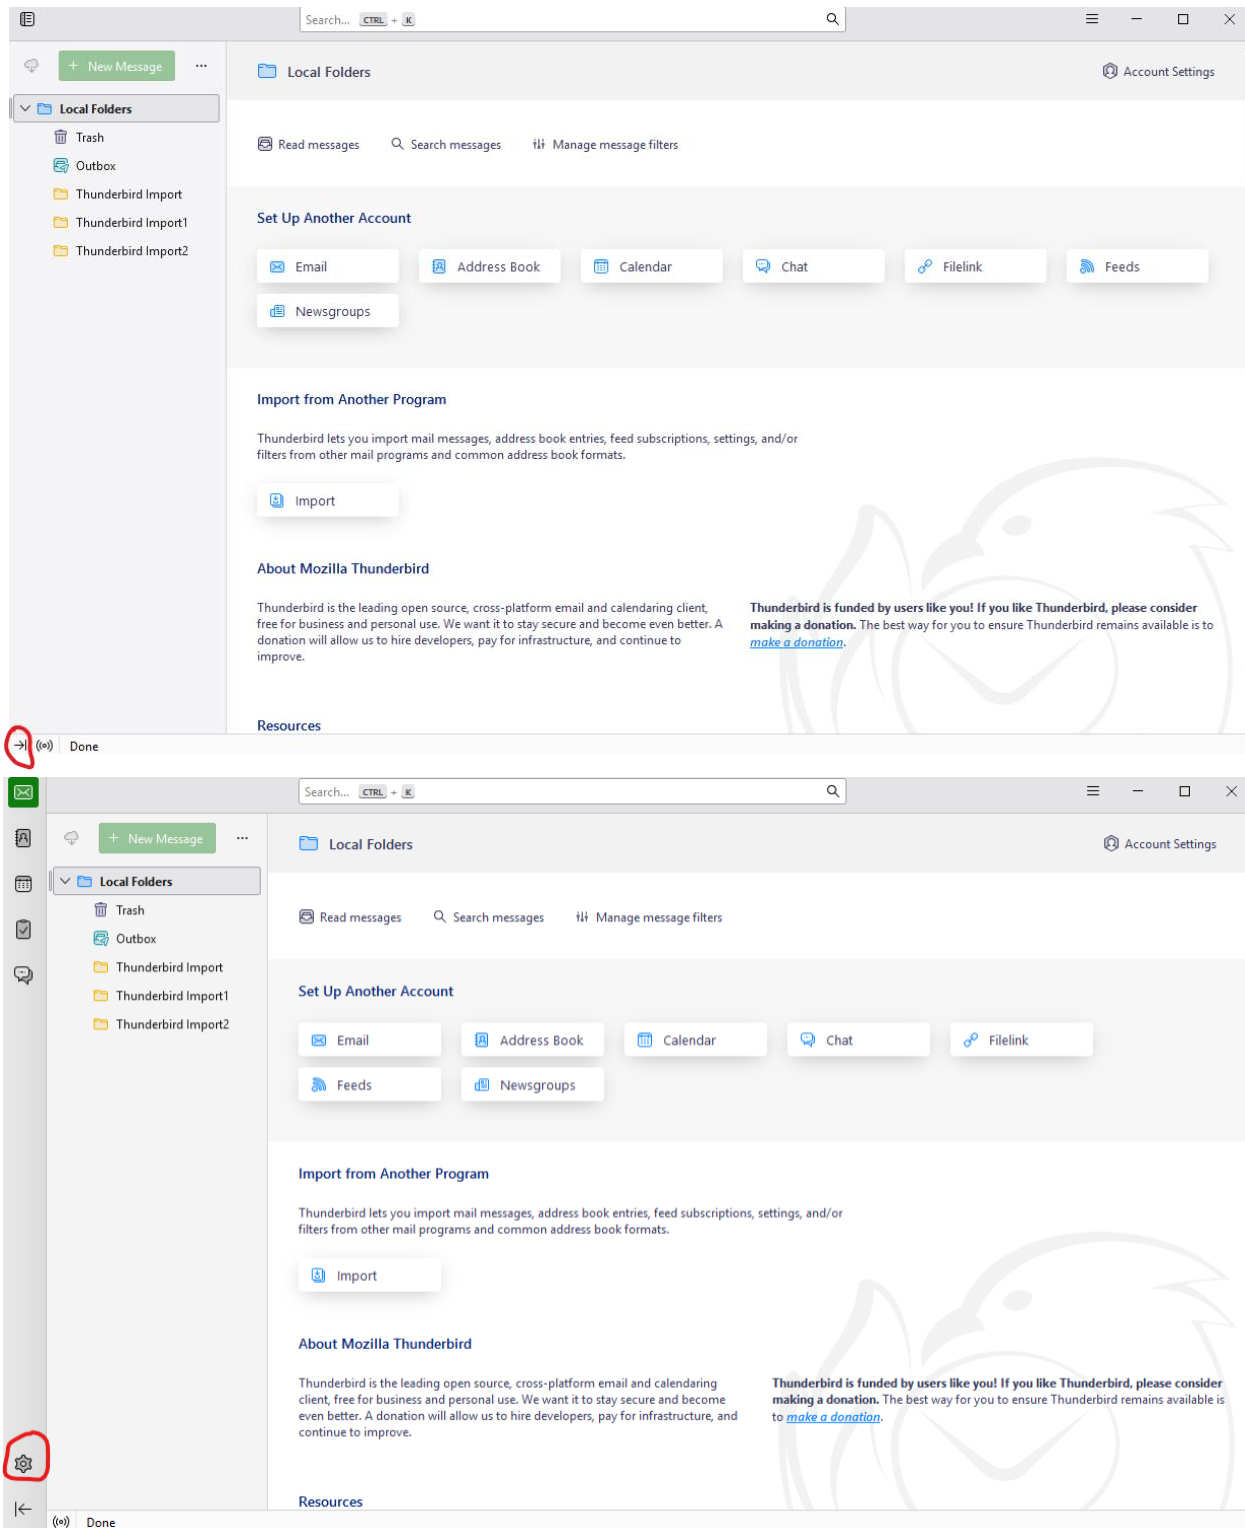 Search... CTRL + K
+ New Message ...
Local Folders
Account Settings
Local Folders
Trash
Outbox
Thunderbird Import
Thunderbird Import1
Thunderbird Import2
Read messages Search messages Manage message filters
Set Up Another Account
Email Address Book Calendar Chat Filelink Feeds
Newsgroups
Import from Another Program
Thunderbird lets you import mail messages, address book entries, feed subscriptions, settings, and/or
filters from other mail programs and common address book formats.
Import
About Mozilla Thunderbird
Thunderbird is the leading open source, cross-platform email and calendaring client,
free for business and personal use. We want it to stay secure and become even better. A
donation will allow us to hire developers, pay for infrastructure, and continue to
improve.
Thunderbird is funded by users like you! If you like Thunderbird, please consider
making a donation. The best way for you to ensure Thunderbird remains available is to
make a donation.
Resources
Done
Search... CTRL + K
+ New Message ...
Local Folders
Account Settings
Local Folders
Trash
Outbox
Thunderbird Import
Thunderbird Import1
Thunderbird Import2
Read messages Search messages Manage message filters
Set Up Another Account
Email Address Book Calendar Chat Filelink
Feeds Newsgroups
Import from Another Program
Thunderbird lets you import mail messages, address book entries, feed subscriptions, settings, and/or
filters from other mail programs and common address book formats.
Import
About Mozilla Thunderbird
Thunderbird is the leading open source, cross-platform email and calendaring
client, free for business and personal use. We want it to stay secure and become
even better. A donation will allow us to hire developers, pay for infrastructure, and
continue to improve.
Thunderbird is funded by users like you! If you like Thunderbird, please consider
making a donation. The best way for you to ensure Thunderbird remains available is
to make a donation.
Resources
Done